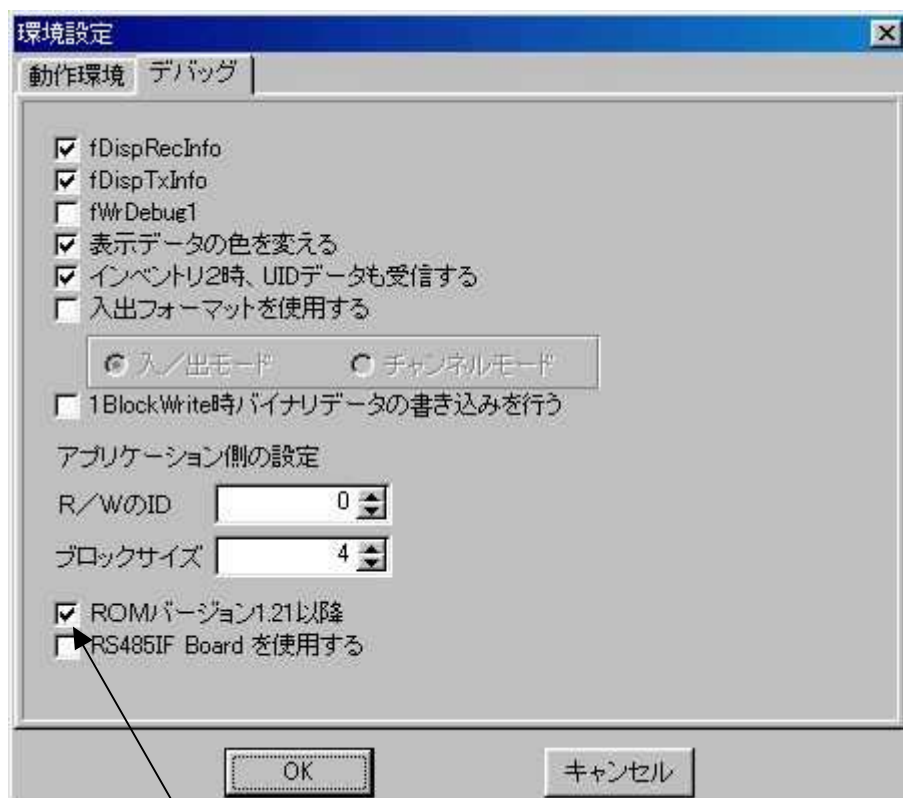 環境設定
動作環境 デバッグ
fDispRecInfo
fDispTxInfo
fWrDebug1
表示データの色を変える
インベントリ2時、UIDデータも受信する
入出フォーマットを使用する
入／出モード チャンネルモード
1BlockWrite時バイナリデータの書き込みを行う
アプリケーション側の設定
R／WのID 0
ブロックサイズ 4
ROMバージョン1.21以降
RS485IF Board を使用する
OK キャンセル